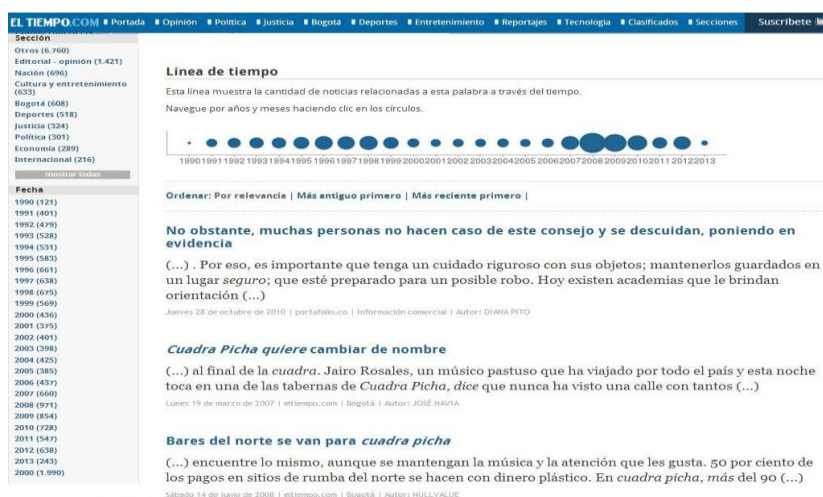 EL TIEMPO.COM Portada Opinión Política Justicia Bogotá Deportes Entretenimiento Reportajes Tecnología Clasificados Secciones Suscríbete
Sección
Otros (6.760)
Editorial - opinión (1.421)
Nación (696)
Cultura y entretenimiento
(633)
Bogotá (608)
Deportes (518)
Justicia (324)
Política (301)
Economía (289)
Internacional (216)
mostrar todas
Fecha
1990 (121)
1991 (401)
1992 (479)
1993 (528)
1994 (531)
1995 (583)
1996 (661)
1997 (638)
1998 (675)
1999 (569)
2000 (436)
2001 (375)
2002 (401)
2003 (398)
2004 (425)
2005 (385)
2006 (437)
2007 (660)
2008 (971)
2009 (854)
2010 (728)
2011 (547)
2012 (638)
2013 (243)
2000 (1.990)
Línea de tiempo
Esta línea muestra la cantidad de noticias relacionadas a esta palabra a través del tiempo.
Navegue por años y meses haciendo clic en los círculos.
1990 1991 1992 1993 1994 1995 1996 1997 1998 1999 2000 2001 2002 2003 2004 2005 2006 2007 2008 2009 2010 2011 2012 2013
Ordenar: Por relevancia | Más antiguo primero | Más reciente primero |
No obstante, muchas personas no hacen caso de este consejo y se descuidan, poniendo en
evidencia
(...) . Por eso, es importante que tenga un cuidado riguroso con sus objetos; mantenerlos guardados en
un lugar seguro; que esté preparado para un posible robo. Hoy existen academias que le brindan
orientación (...)
Jueves 28 de octubre de 2010 | portafolio.co | Información comercial | Autor: DIANA PITO
Cuadra Picha quiere cambiar de nombre
(...) al final de la cuadra. Jairo Rosales, un músico pastuso que ha viajado por todo el país y esta noche
toca en una de las tabernas de Cuadra Picha, dice que nunca ha visto una calle con tantos (...)
Lunes 19 de marzo de 2007 | eltiempo.com | Bogotá | Autor: JOSÉ NAVIA
Bares del norte se van para cuadra picha
(...) encuentre lo mismo, aunque se mantengan la música y la atención que les gusta. 50 por ciento de
los pagos en sitios de rumba del norte se hacen con dinero plástico. En cuadra picha, más del 90 (...)
Sábado 14 de junio de 2008 | eltiempo.com | Bogotá | Autor: NULLVALUE